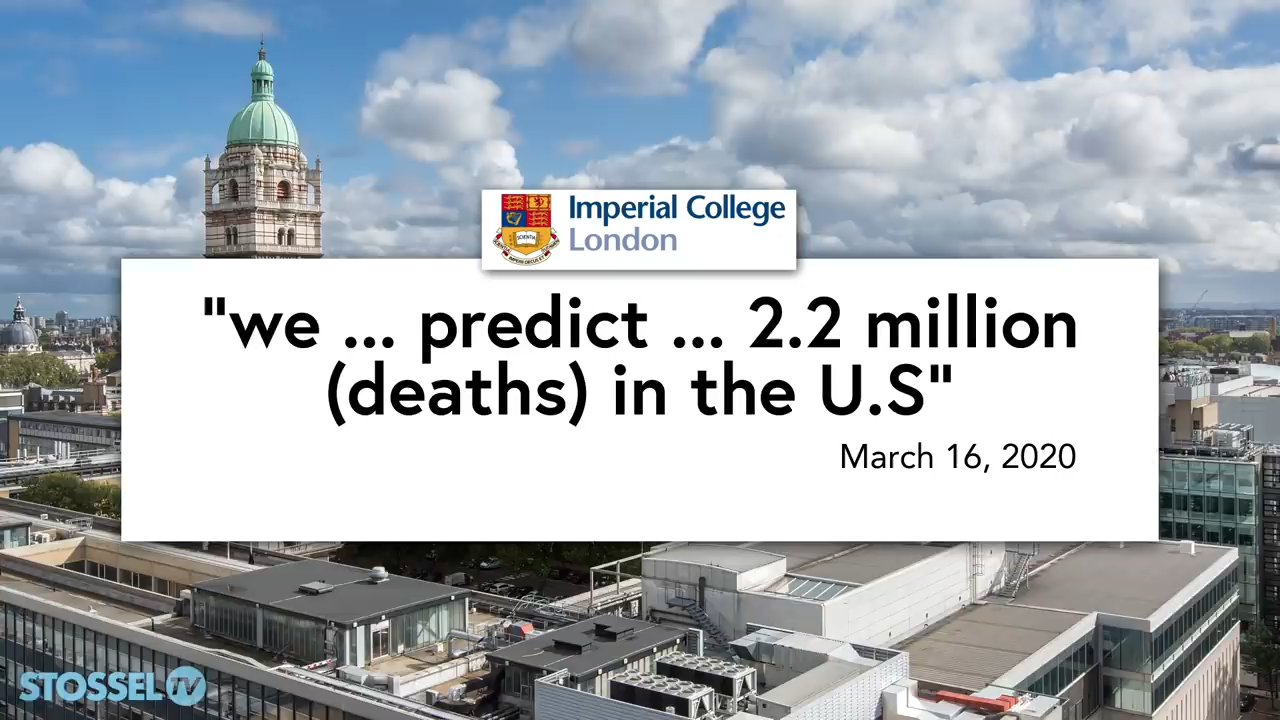 Imperial College
London
"we ... predict ... 2.2 million
(deaths) in the U.S"
March 16, 2020
STOSSEL TV